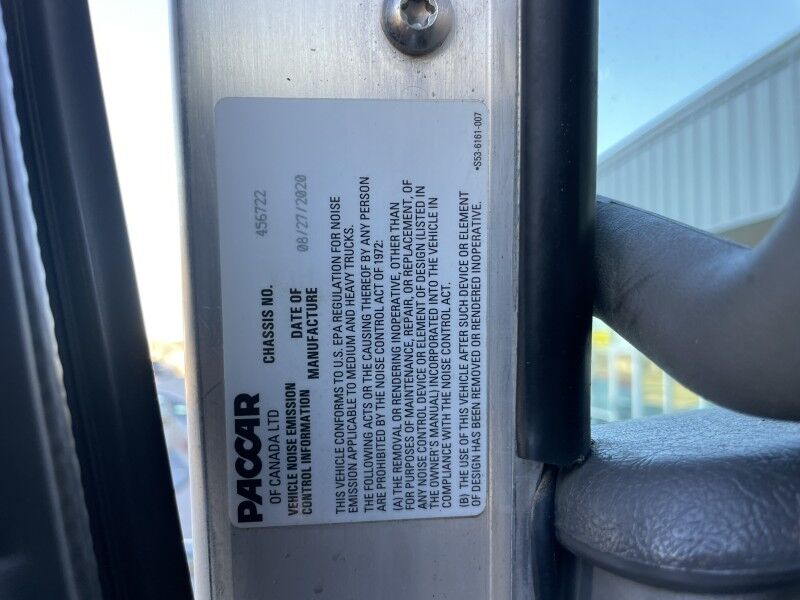 PACCAR
OF CANADA LTD
VEHICLE NOISE EMISSION
CONTROL INFORMATION
CHASSIS NO. 456722
DATE OF
MANUFACTURE 08/27/2020
THIS VEHICLE CONFORMS TO U.S. EPA REGULATION FOR NOISE
EMISSION APPLICABLE TO MEDIUM AND HEAVY TRUCKS.
THE FOLLOWING ACTS OR THE CAUSING THEREOF BY ANY PERSON
ARE PROHIBITED BY THE NOISE CONTROL ACT OF 1972:
(A) THE REMOVAL OR RENDERING INOPERATIVE, OTHER THAN
FOR PURPOSES OF MAINTENANCE, REPAIR, OR REPLACEMENT, OF
ANY NOISE CONTROL DEVICE OR ELEMENT OF DESIGN (LISTED IN
THE OWNER'S MANUAL) INCORPORATED INTO THE VEHICLE IN
COMPLIANCE WITH THE NOISE CONTROL ACT.
(B) THE USE OF THIS VEHICLE AFTER SUCH DEVICE OR ELEMENT
OF DESIGN HAS BEEN REMOVED OR RENDERED INOPERATIVE.
*S53-6161-007